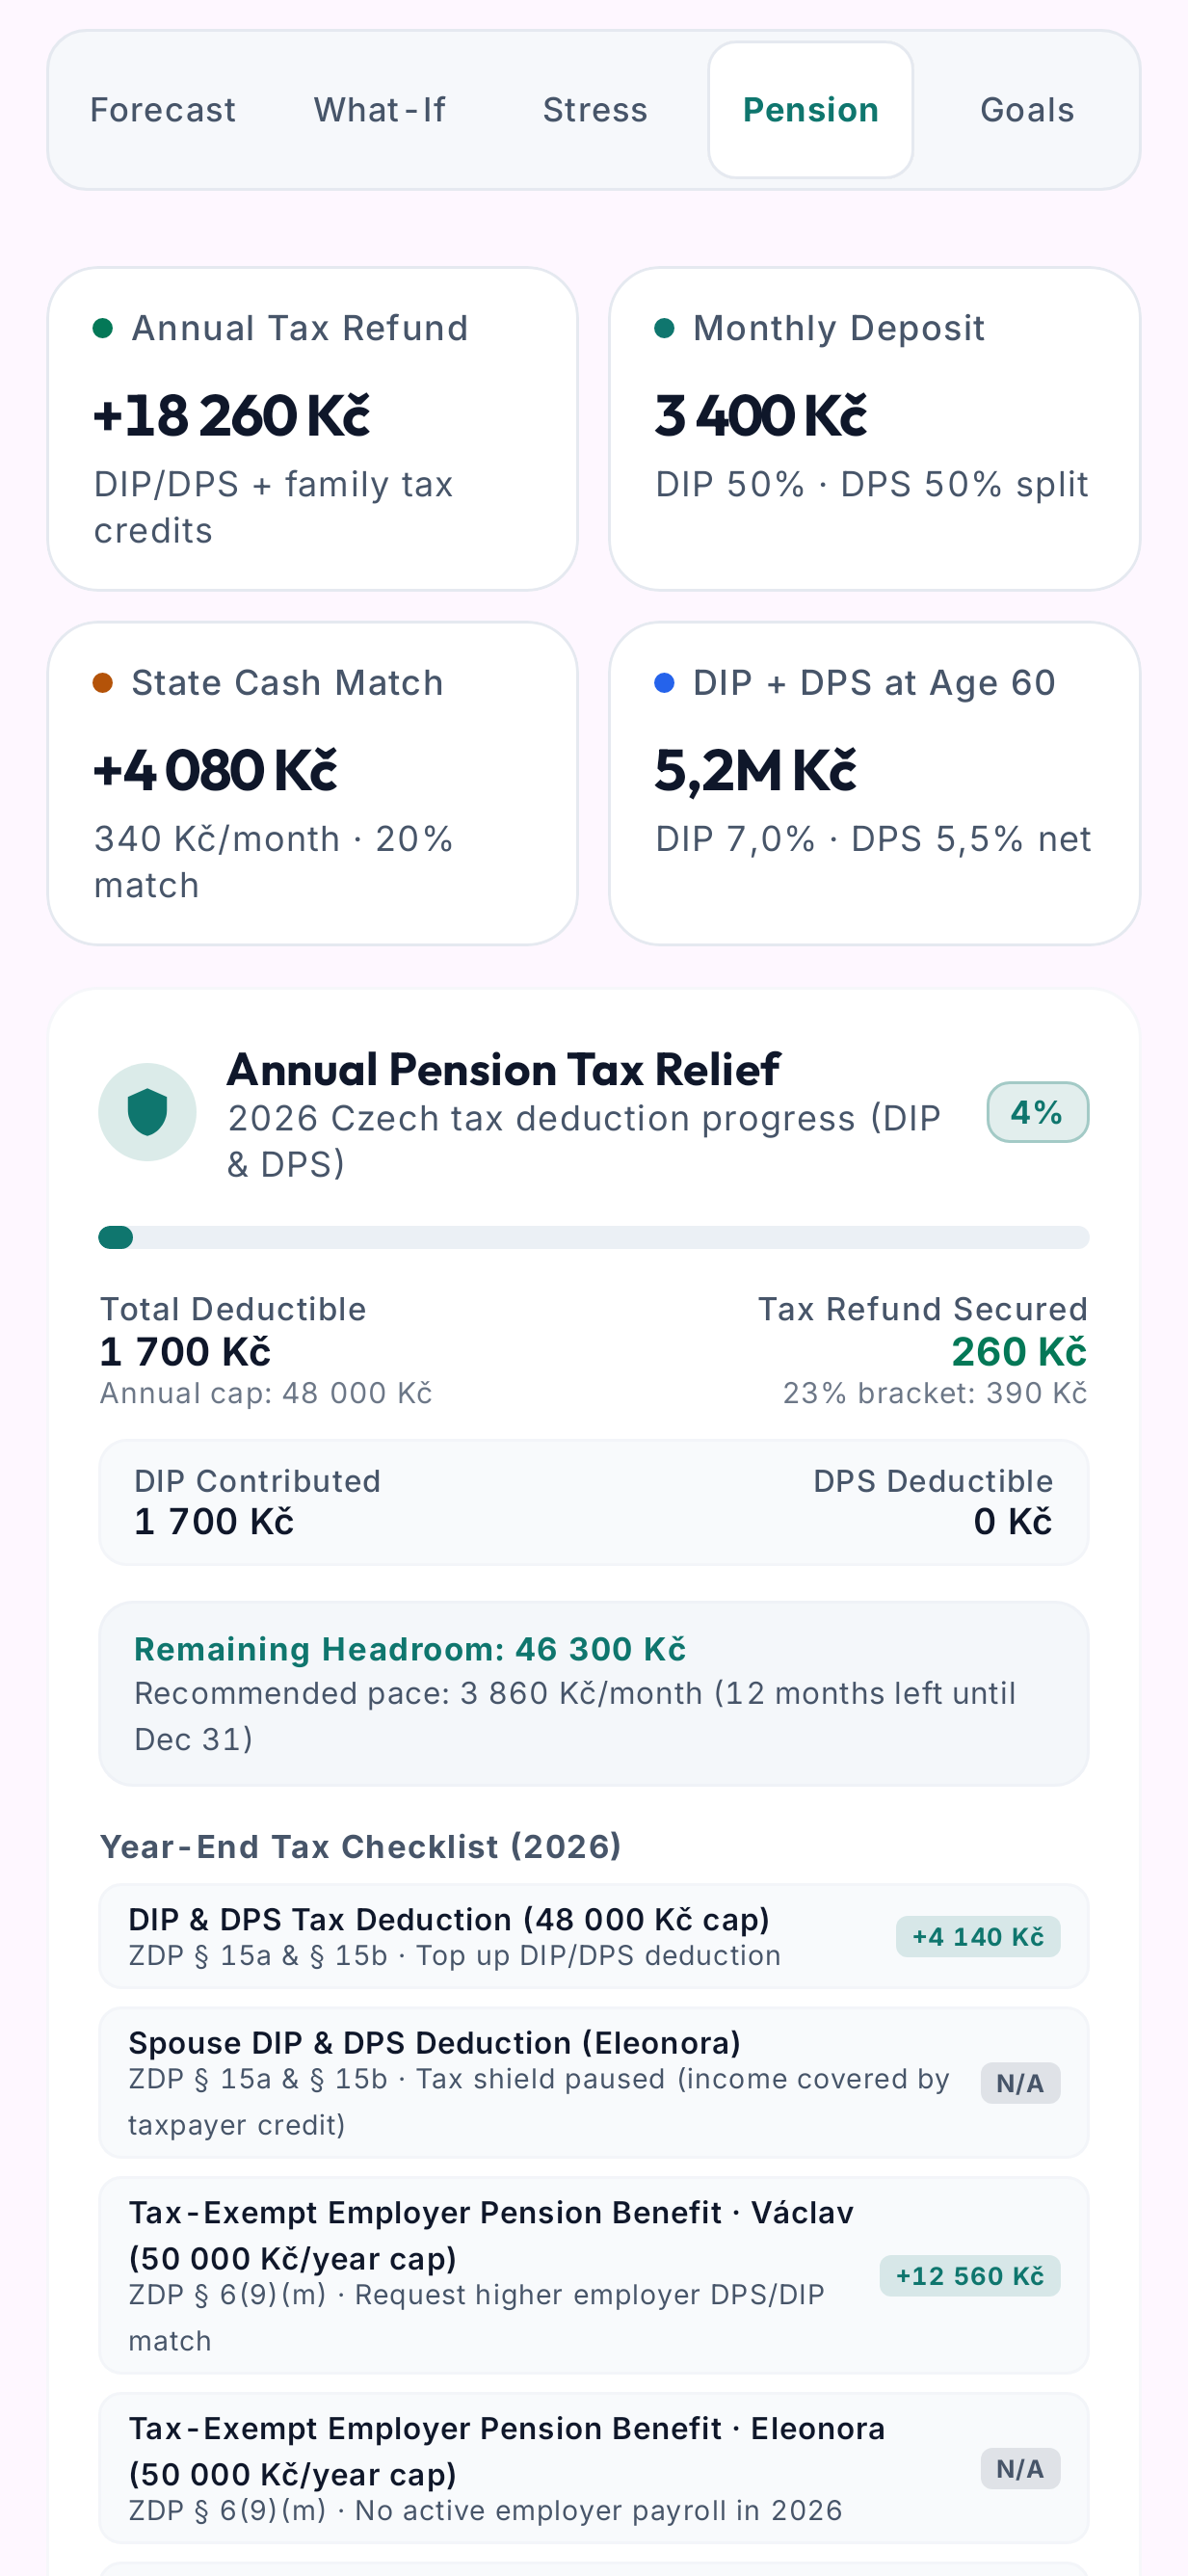 Forecast What-If Stress Pension Goals
Annual Tax Refund
+18 260 Kč
DIP/DPS + family tax
credits
Monthly Deposit
3 400 Kč
DIP 50% · DPS 50% split
State Cash Match
+4 080 Kč
340 Kč/month · 20%
match
DIP + DPS at Age 60
5,2M Kč
DIP 7,0% · DPS 5,5% net
Annual Pension Tax Relief
2026 Czech tax deduction progress (DIP
& DPS)
4%
Total Deductible
1 700 Kč
Annual cap: 48 000 Kč
Tax Refund Secured
260 Kč
23% bracket: 390 Kč
DIP Contributed
1 700 Kč
DPS Deductible
0 Kč
Remaining Headroom: 46 300 Kč
Recommended pace: 3 860 Kč/month (12 months left until
Dec 31)
Year-End Tax Checklist (2026)
DIP & DPS Tax Deduction (48 000 Kč cap)
ZDP § 15a & § 15b · Top up DIP/DPS deduction
+4 140 Kč
Spouse DIP & DPS Deduction (Eleonora)
ZDP § 15a & § 15b · Tax shield paused (income covered by
taxpayer credit)
N/A
Tax-Exempt Employer Pension Benefit · Václav
(50 000 Kč/year cap)
ZDP § 6(9)(m) · Request higher employer DPS/DIP
match
+12 560 Kč
Tax-Exempt Employer Pension Benefit · Eleonora
(50 000 Kč/year cap)
ZDP § 6(9)(m) · No active employer payroll in 2026
N/A